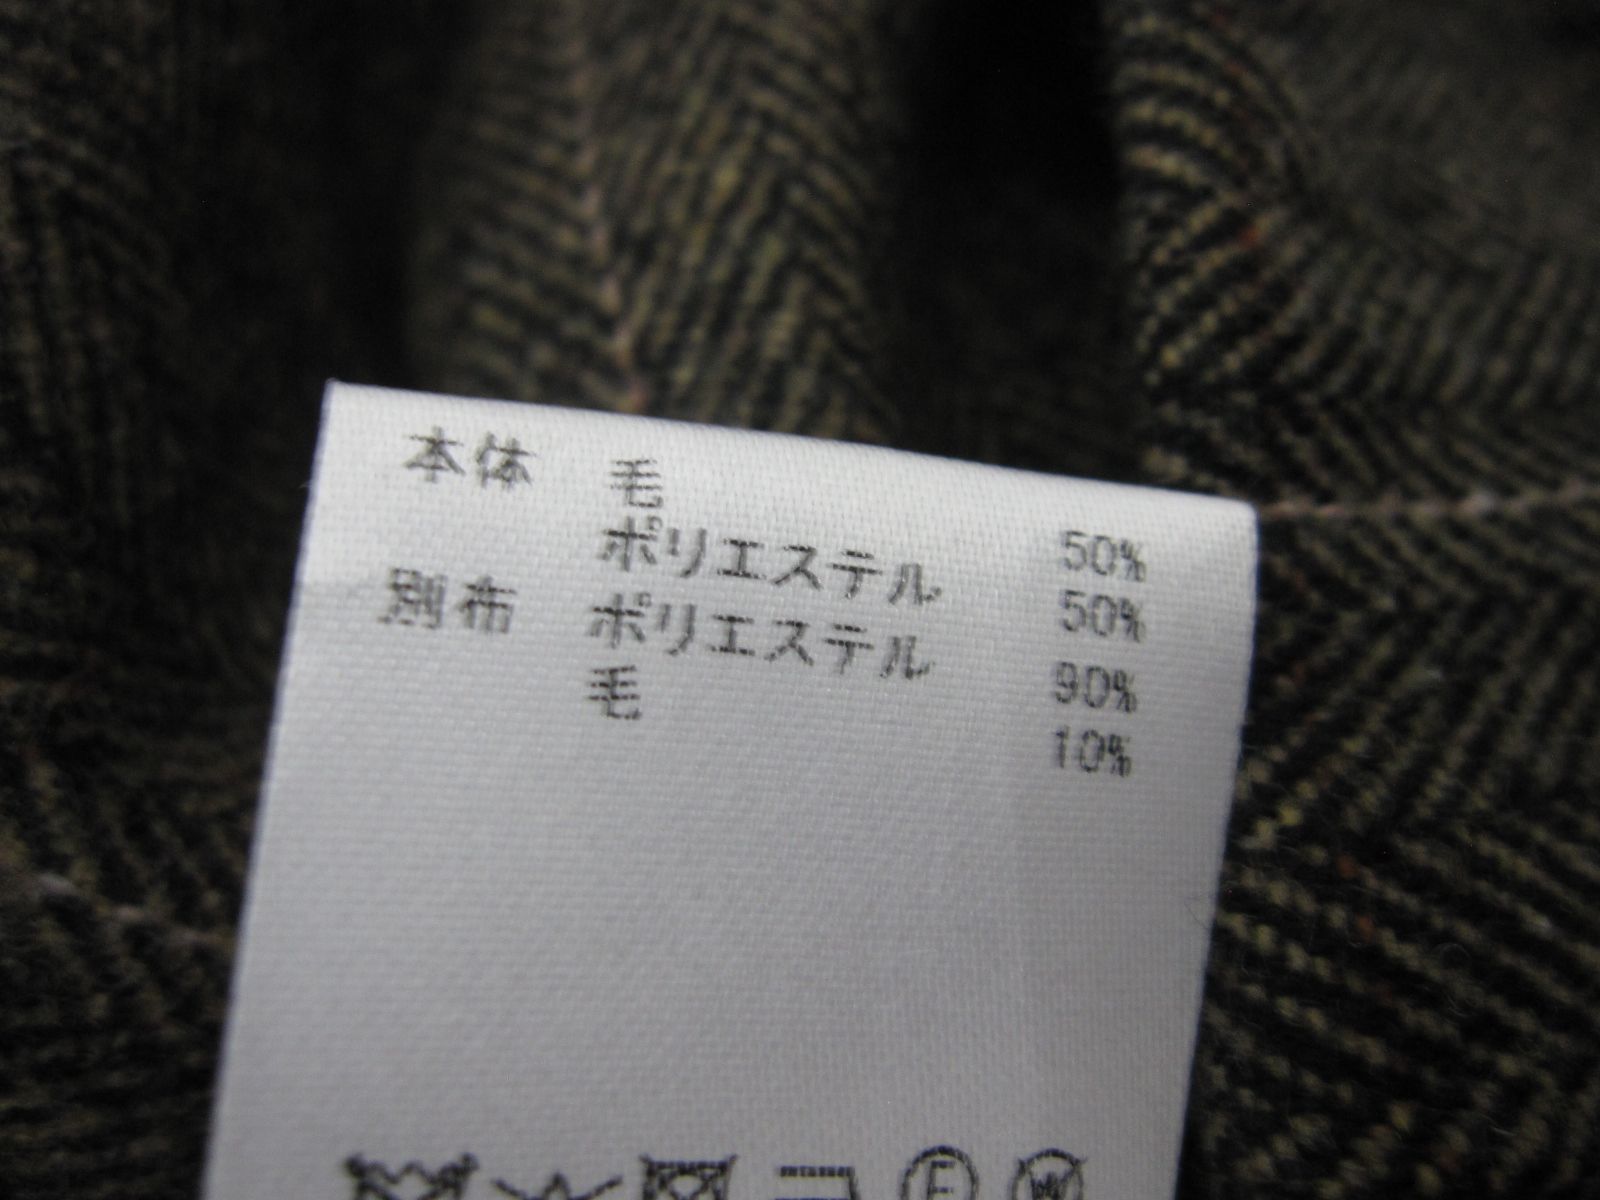 本体 毛 50%
ポリエステル 50%
別布 ポリエステル 90%
毛 10%